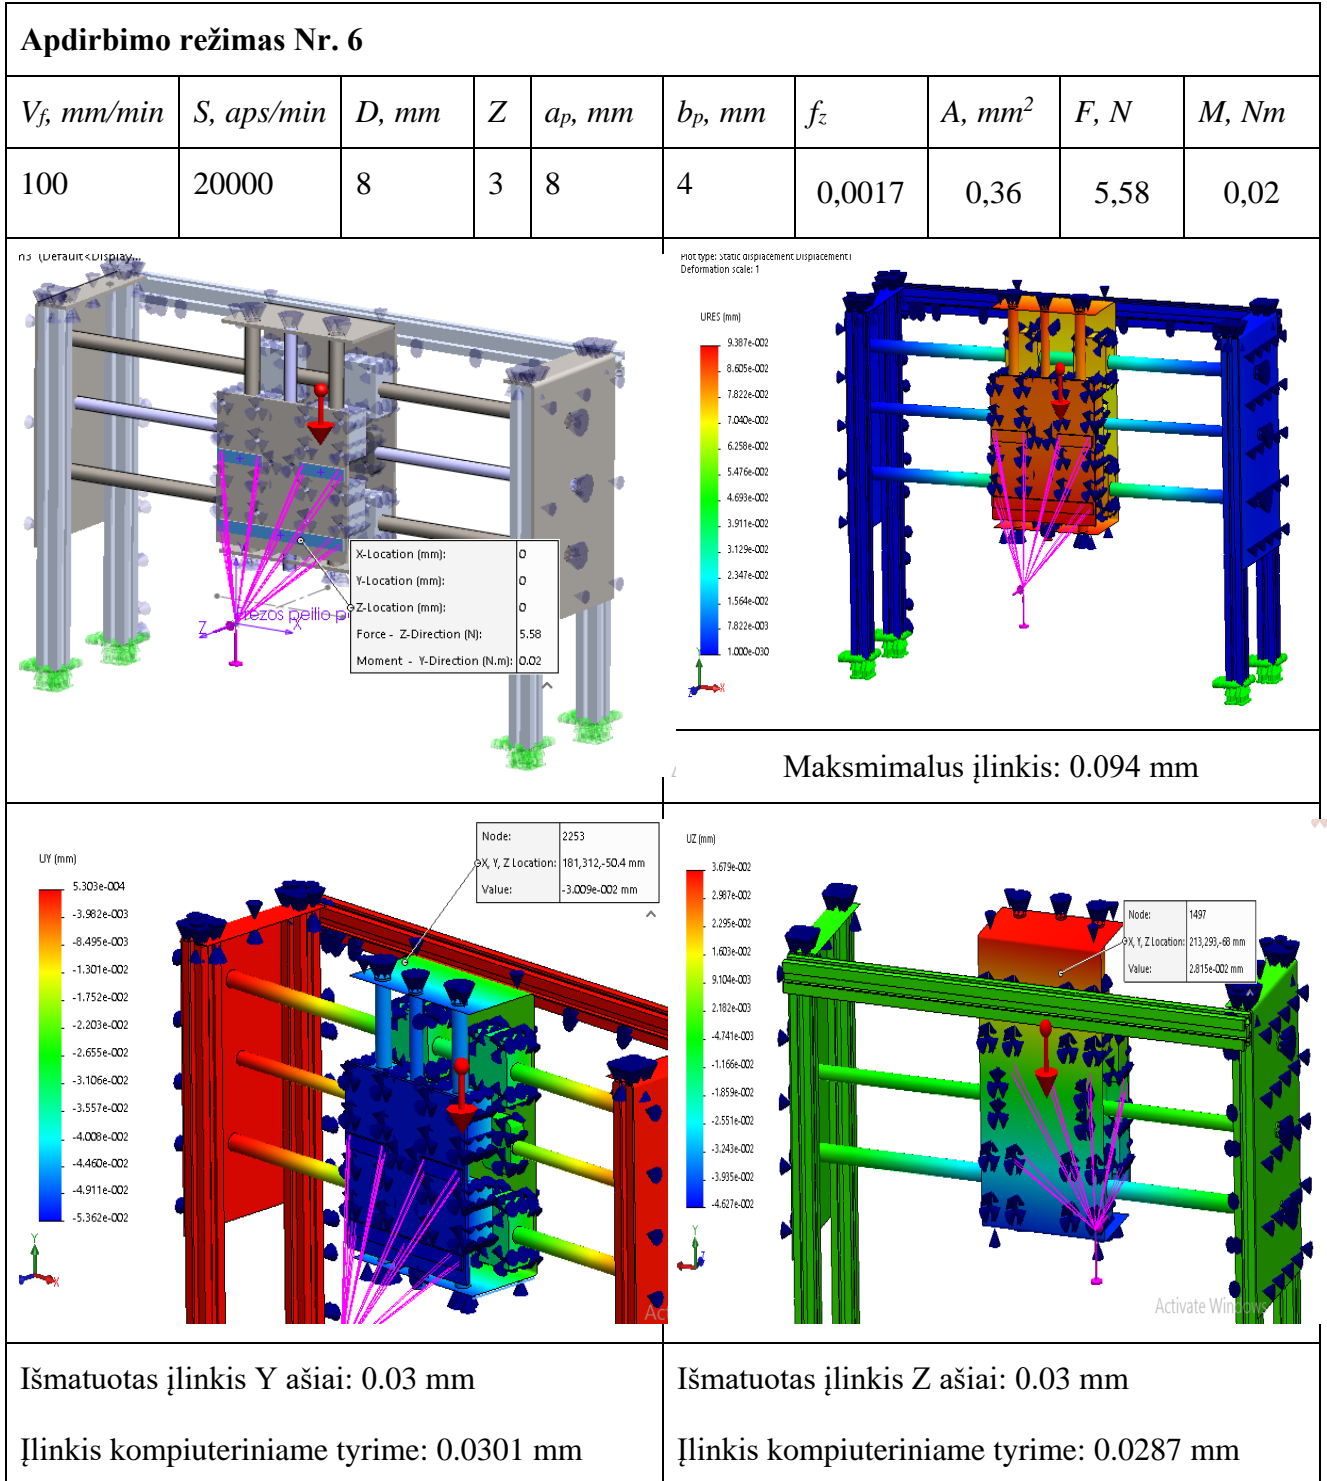 Apdirbimo režimas Nr. 6
Vf, mm/min S, aps/min D, mm Z ap, mm bp, mm fz A, mm2 F, N M, Nm
100 20000 8 3 8 4 0,0017 0,36 5,58 0,02
n3 (Default<Display...
X-Location (mm): 0
Y-Location (mm): 0
Z-Location (mm): 0
Force - Z-Direction (N): 5.58
Moment - Y-Direction (N.m): 0.02
Z
X
Plot type: Static displacement Displacement1
Deformation scale: 1
URES (mm)
9.387e-002
8.605e-002
7.822e-002
7.040e-002
6.258e-002
5.476e-002
4.693e-002
3.911e-002
3.129e-002
2.347e-002
1.564e-002
7.822e-003
1.000e-030
Y
X
Maksmimalus įlinkis: 0.094 mm
UY (mm)
5.303e-004
-3.982e-003
-8.495e-003
-1.301e-002
-1.752e-002
-2.203e-002
-2.655e-002
-3.106e-002
-3.557e-002
-4.008e-002
-4.460e-002
-4.911e-002
-5.362e-002
Node: 2253
X, Y, Z Location: 181,312,-50.4 mm
Value: -3.009e-002 mm
Y
X
Ac
UZ (mm)
3.679e-002
2.987e-002
2.295e-002
1.603e-002
9.104e-003
2.182e-003
-4.741e-003
-1.166e-002
-1.859e-002
-2.551e-002
-3.243e-002
-3.935e-002
-4.627e-002
Node: 1497
X, Y, Z Location: 213,293,-68 mm
Value: 2.815e-002 mm
Y
Z
Activate Windows
Išmatuotas įlinkis Y ašiai: 0.03 mm
Įlinkis kompiuteriniame tyrime: 0.0301 mm
Išmatuotas įlinkis Z ašiai: 0.03 mm
Įlinkis kompiuteriniame tyrime: 0.0287 mm